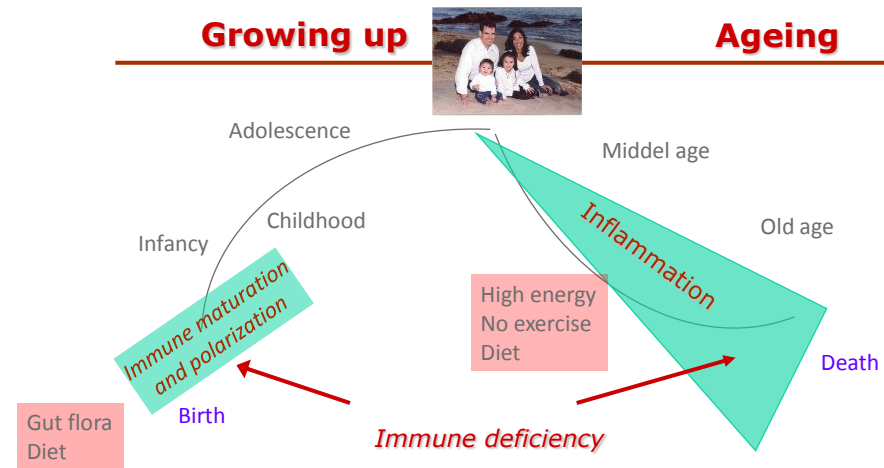 Growing up
Ageing
Adolescence
Middel age
Childhood
Infancy
Old age
Inflammation
Immune maturation
and polarization
High energy
No exercise
Diet
Death
Birth
Gut flora
Diet
Immune deficiency